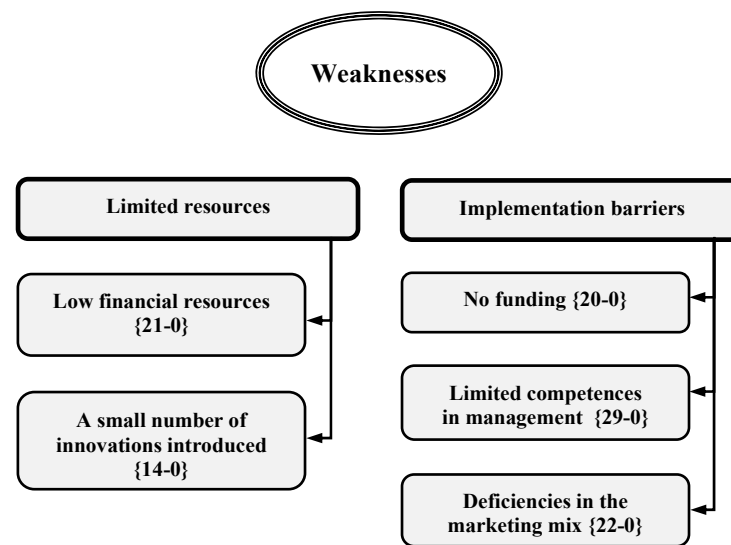 Weaknesses
Limited resources
Low financial resources
{21-0}
A small number of
innovations introduced
{14-0}
Implementation barriers
No funding {20-0}
Limited competences
in management {29-0}
Deficiencies in the
marketing mix {22-0}